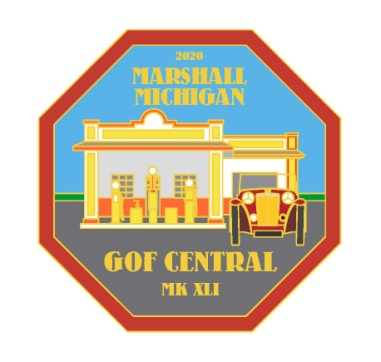 2020
MARSHALL
MICHIGAN
GOF CENTRAL
MK XLI